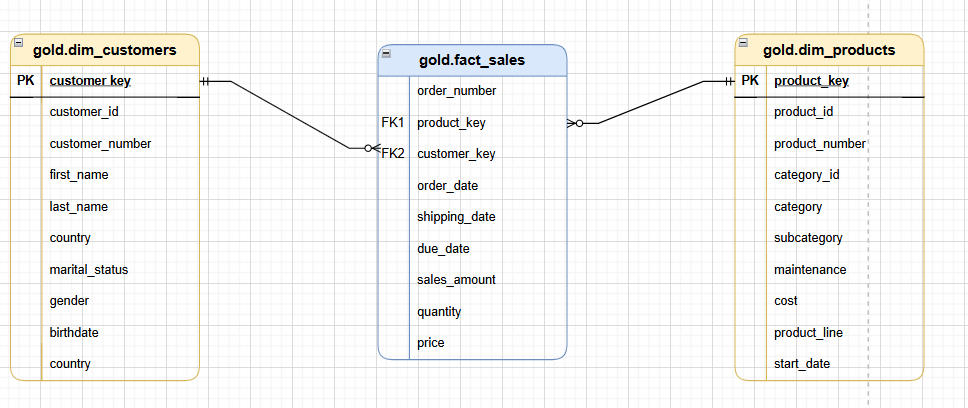 gold.dim_customers
PK customer_key
customer_id
customer_number
first_name
last_name
country
marital_status
gender
birthdate
country
gold.fact_sales
order_number
FK1 product_key
FK2 customer_key
order_date
shipping_date
due_date
sales_amount
quantity
price
gold.dim_products
PK product_key
product_id
product_number
category_id
category
subcategory
maintenance
cost
product_line
start_date